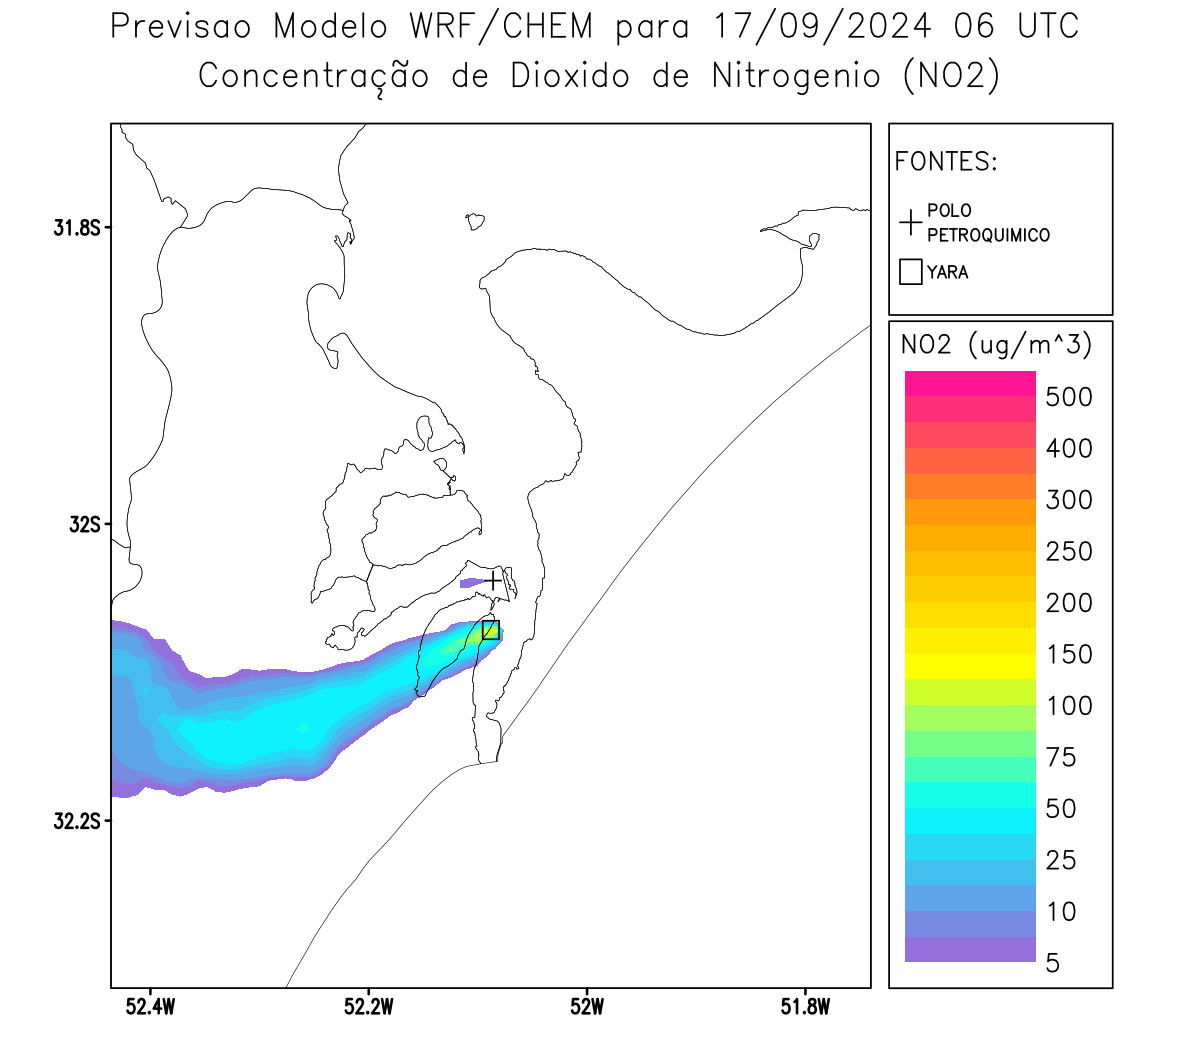 Previsao Modelo WRF/CHEM para 17/09/2024 06 UTC
Concentração de Dioxido de Nitrogenio (NO2)
FONTES:
POLO
PETROQUIMICO
YARA
NO2 (ug/m^3)
500
400
300
250
200
150
100
75
50
25
10
5
31.8S
32S
32.2S
52.4W
52.2W
52W
51.8W